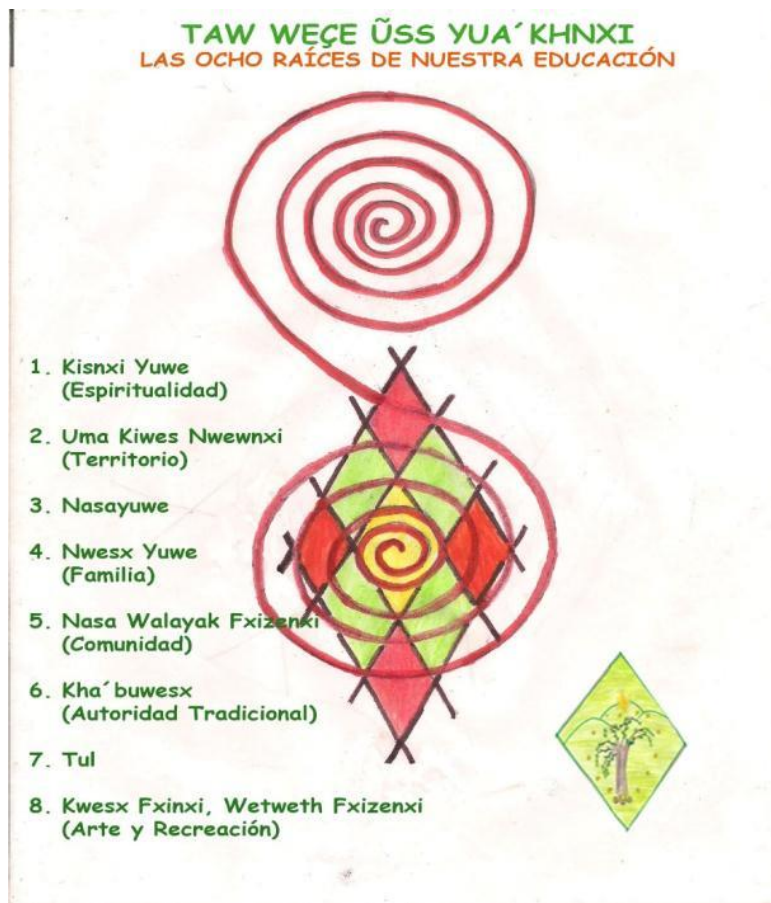 TAW WEÇE ŨSS YUA´KHNXI
LAS OCHO RAÍCES DE NUESTRA EDUCACIÓN
1. Kisnxi Yuwe
(Espiritualidad)
2. Uma Kiwes Nwewnxi
(Territorio)
3. Nasayuwe
4. Nwesx Yuwe
(Familia)
5. Nasa Walayak Fxizenxi
(Comunidad)
6. Kha´buwesx
(Autoridad Tradicional)
7. Tul
8. Kwesx Fxinxi, Wetweth Fxizenxi
(Arte y Recreación)